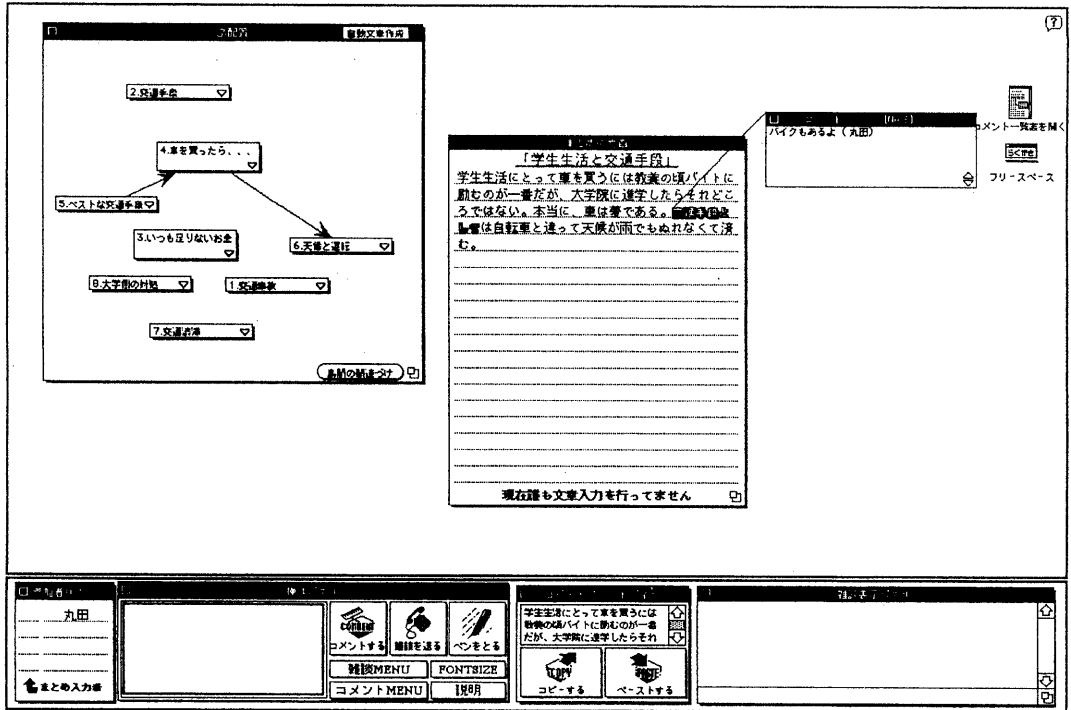 自動文章作成
2.交通手段
4.車を買ったら、、、
5.ベストな交通手段
3.いつも足りないお金
6.天候と運転
8.大学側の対処
1.交通事故
7.交通渋滞
島間の関連づけ
「学生生活と交通手段」
学生生活にとって車を買うには教養の頃バイトに
励むのが一番だが、大学院に進学したらそれどこ
ろではない。本当に、車は夢である。
は自転車と違って天候が雨でもぬれなくて済
む。
現在誰も文章入力を行ってません
バイクもあるよ（丸田）
コメント一覧表を開く
らくがき
フリースペース
丸田
まとめ入力者
COMMENT
コメントする
雑談を送る
ペンをとる
雑談MENU
FONTSIZE
コメントMENU
説明
学生生活にとって車を買うには
教養の頃バイトに励むのが一番
だが、大学院に進学したらそれ
COPY
コピーする
PASTE
ペーストする